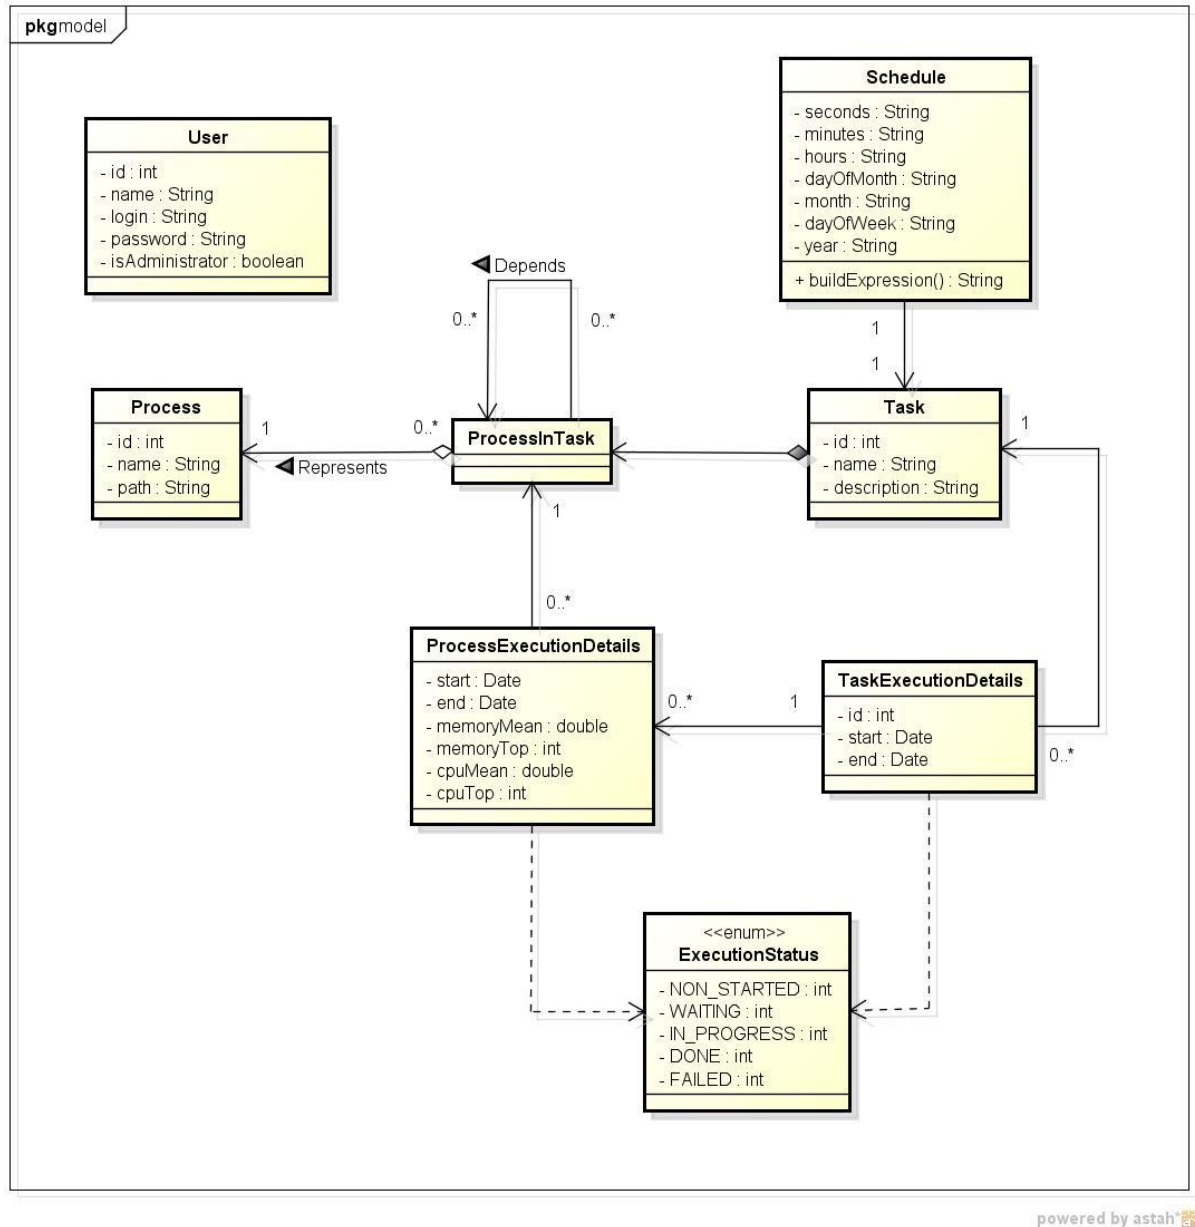 pkg model
Schedule
- seconds : String
- minutes : String
- hours : String
- dayOfMonth : String
- month : String
- dayOfWeek : String
- year : String
+ buildExpression() : String
User
- id : int
- name : String
- login : String
- password : String
- isAdministrator : boolean
Depends
0..*
0..*
1
1
Process
- id : int
- name : String
- path : String
1
0..*
Represents
ProcessInTask
Task
- id : int
- name : String
- description : String
1
1
0..*
ProcessExecutionDetails
- start : Date
- end : Date
- memoryMean : double
- memoryTop : int
- cpuMean : double
- cpuTop : int
0..*
1
TaskExecutionDetails
- id : int
- start : Date
- end : Date
0..*
<<enum>>
ExecutionStatus
- NON_STARTED : int
- WAITING : int
- IN_PROGRESS : int
- DONE : int
- FAILED : int
powered by astah*